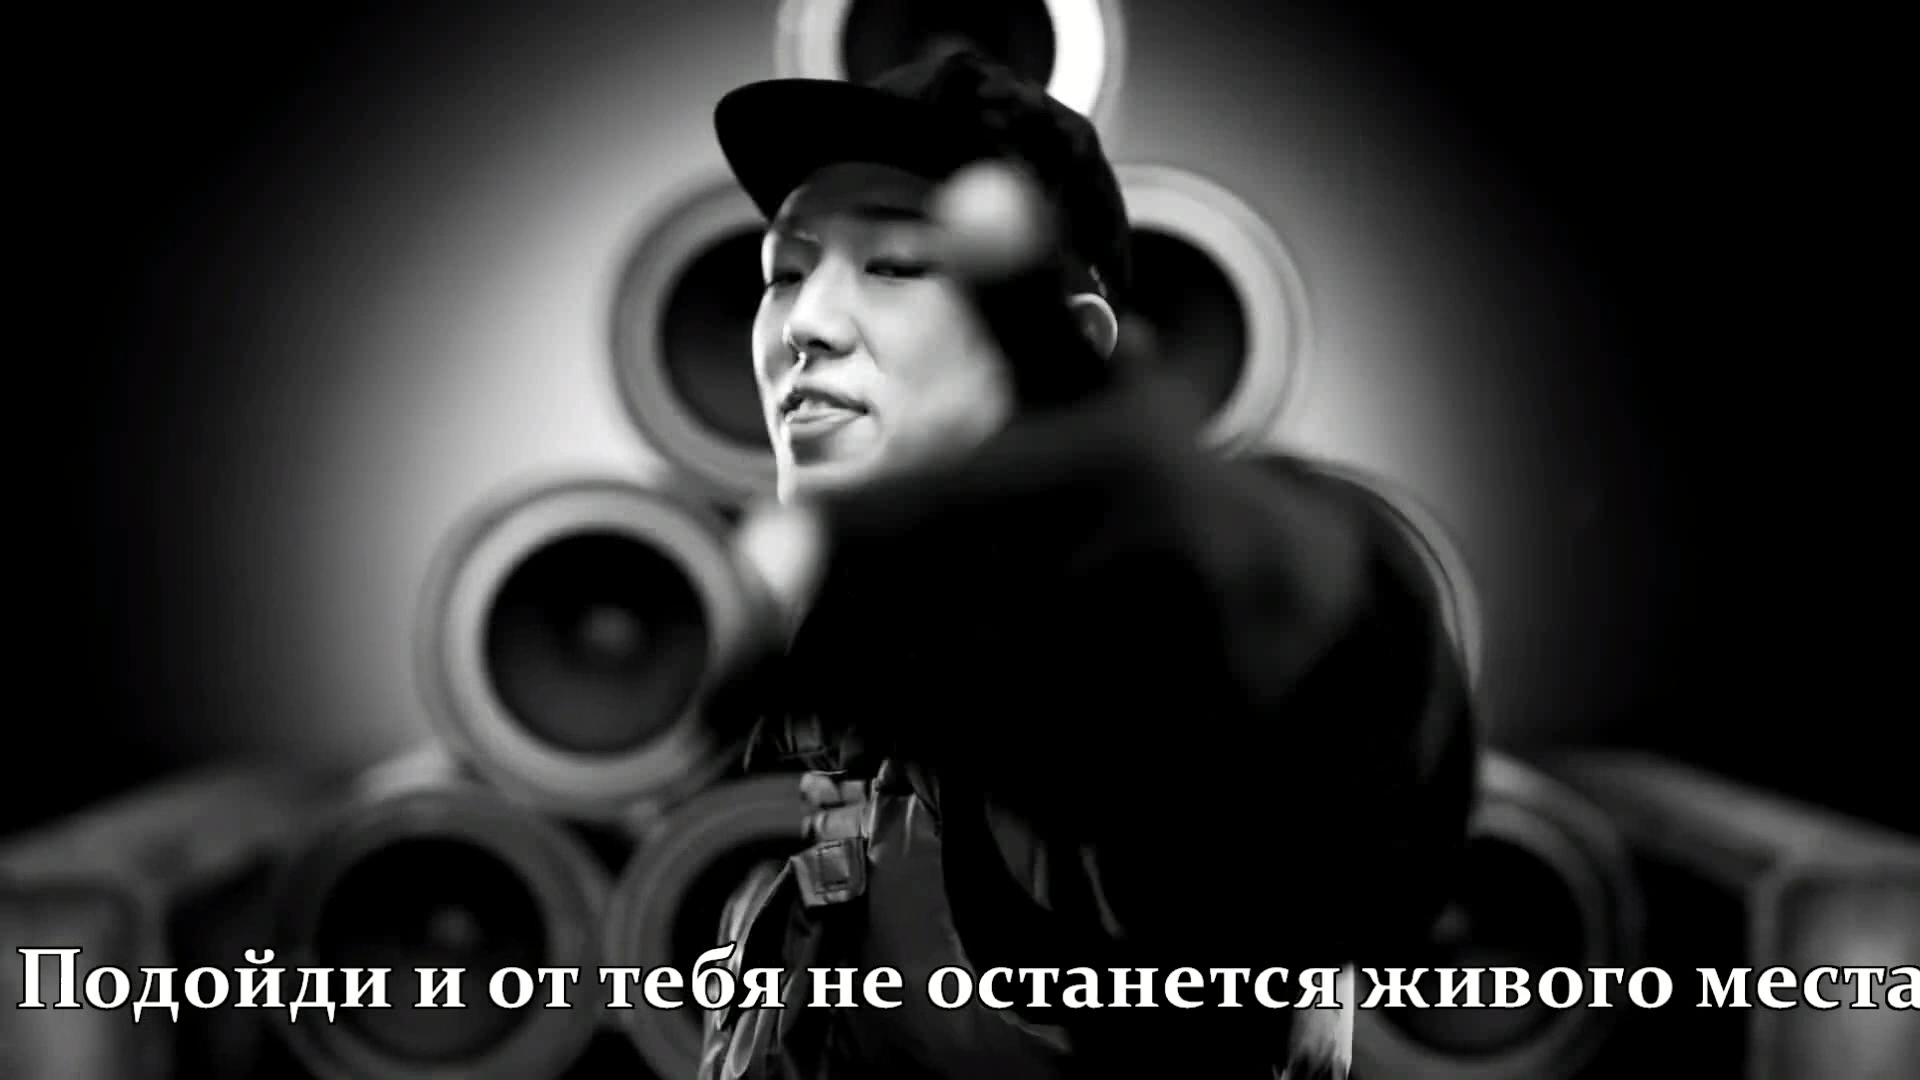 Подойди и от тебя не останется живого места